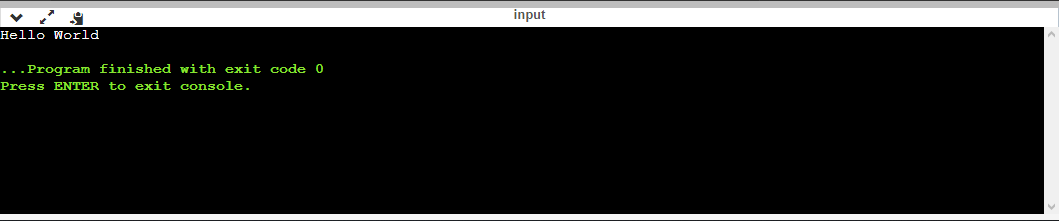 input
Hello World
...Program finished with exit code 0
Press ENTER to exit console.